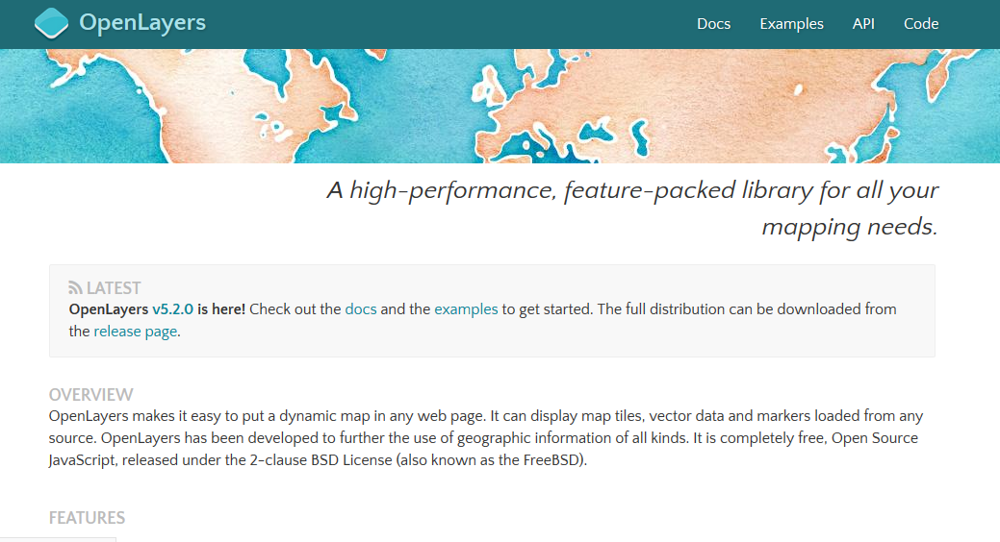 OpenLayers
Docs Examples API Code
A high-performance, feature-packed library for all your
mapping needs.
LATEST
OpenLayers v5.2.0 is here! Check out the docs and the examples to get started. The full distribution can be downloaded from
the release page.
OVERVIEW
OpenLayers makes it easy to put a dynamic map in any web page. It can display map tiles, vector data and markers loaded from any
source. OpenLayers has been developed to further the use of geographic information of all kinds. It is completely free, Open Source
JavaScript, released under the 2-clause BSD License (also known as the FreeBSD).
FEATURES